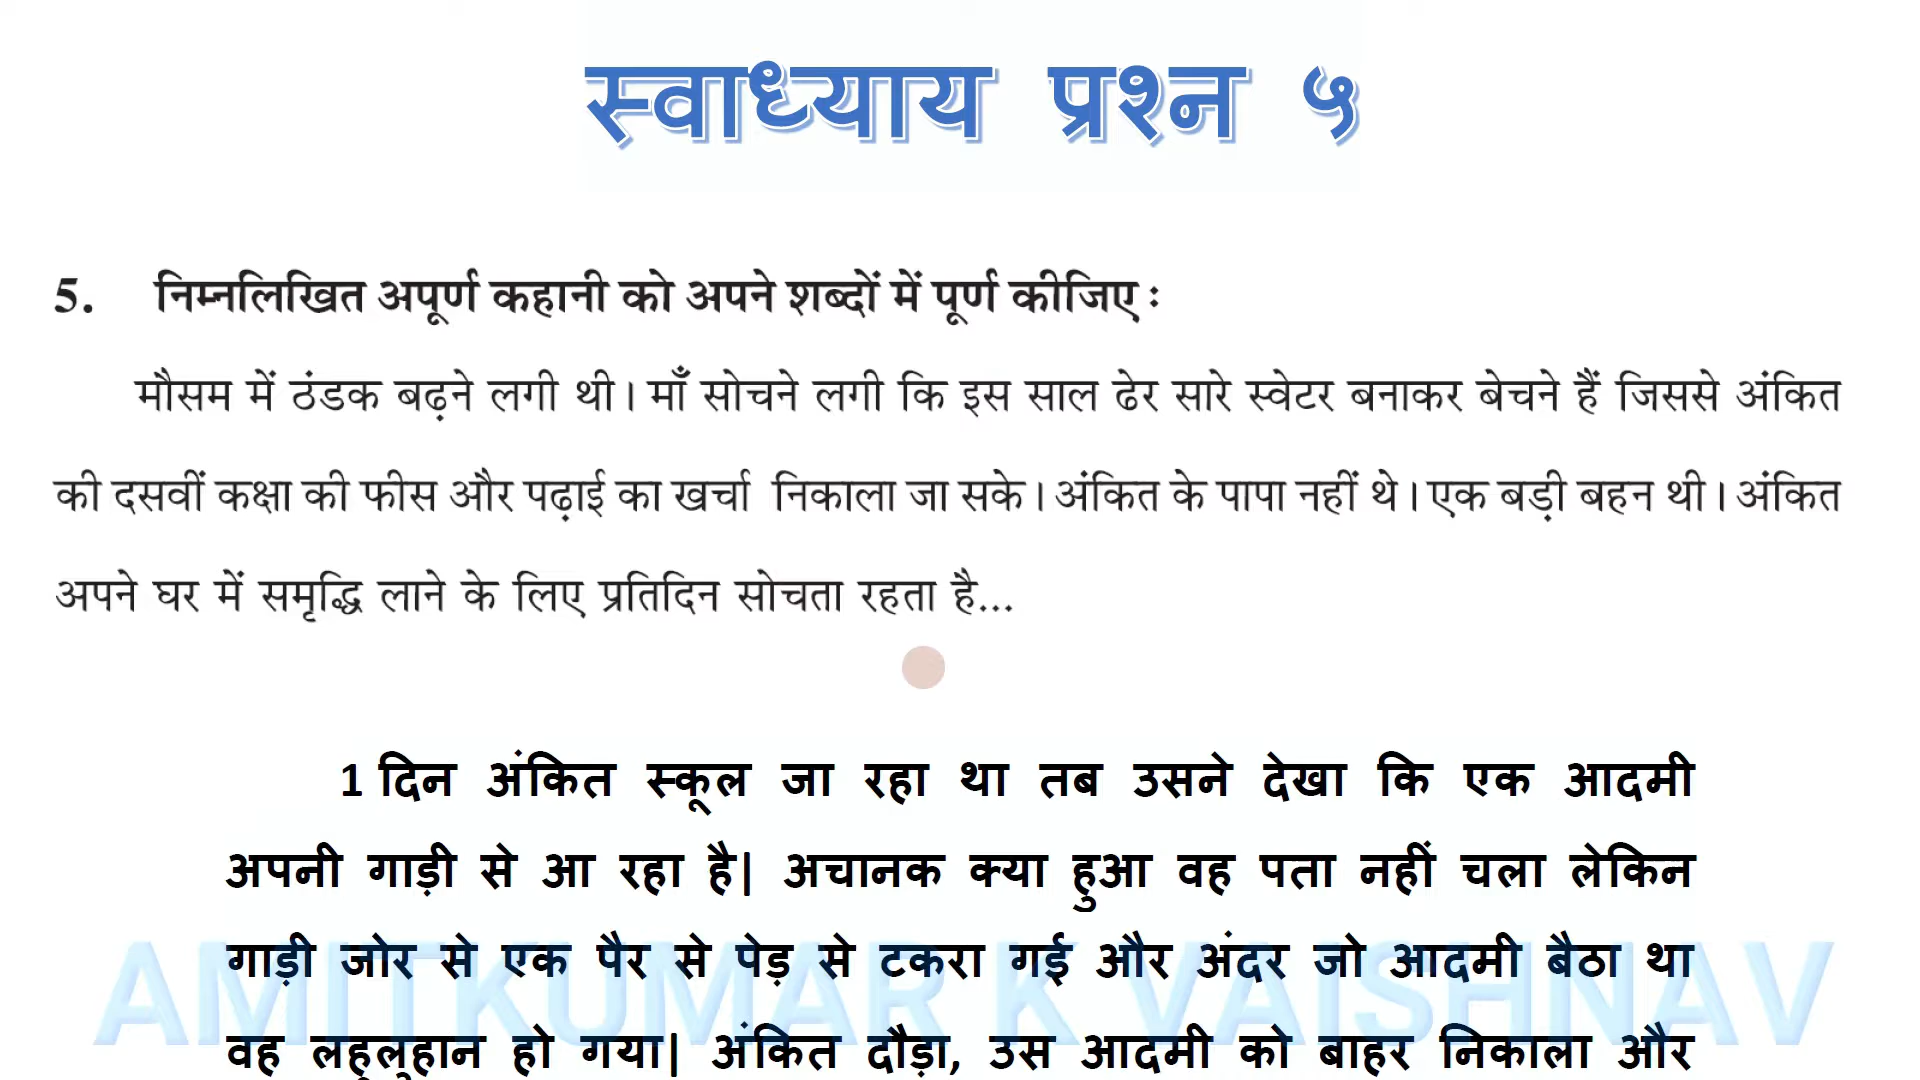 स्वाध्याय प्रश्न ५
5. निम्नलिखित अपूर्ण कहानी को अपने शब्दों में पूर्ण कीजिए :
मौसम में ठंडक बढ़ने लगी थी। माँ सोचने लगी कि इस साल ढेर सारे स्वेटर बनाकर बेचने हैं जिससे अंकित
की दसवीं कक्षा की फीस और पढ़ाई का खर्चा निकाला जा सके। अंकित के पापा नहीं थे। एक बड़ी बहन थी। अंकित
अपने घर में समृद्धि लाने के लिए प्रतिदिन सोचता रहता है...
1 दिन अंकित स्कूल जा रहा था तब उसने देखा कि एक आदमी
अपनी गाड़ी से आ रहा है| अचानक क्या हुआ वह पता नहीं चला लेकिन
गाड़ी जोर से एक पैर से पेड़ से टकरा गई और अंदर जो आदमी बैठा था
AMITKUMAR K VAISHNAV
वह लहूलुहान हो गया| अंकित दौड़ा, उस आदमी को बाहर निकाला और